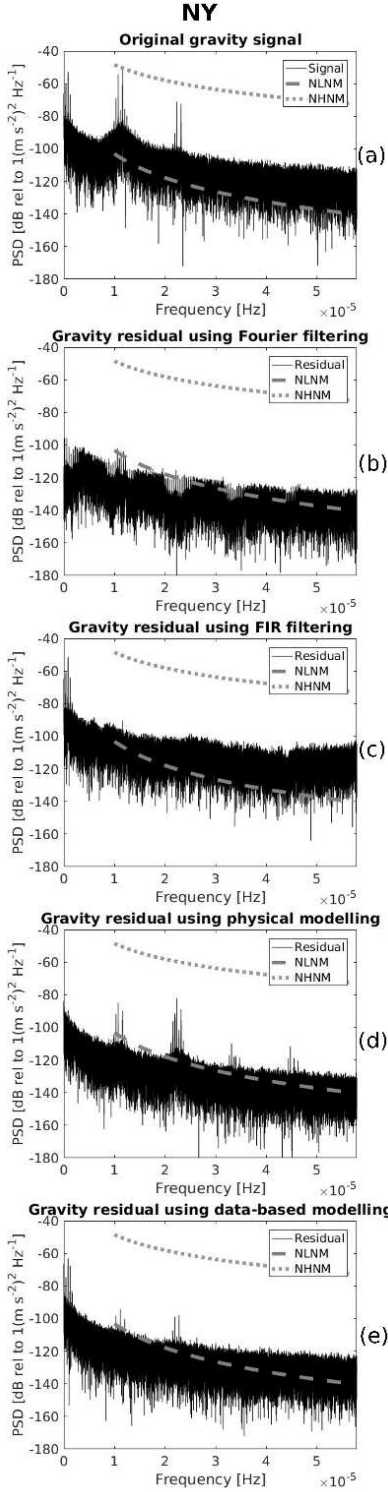 NY
Original gravity signal
-40
-60
-80
-100
-120
-140
-160
-180
PSD [dB rel to 1(m s-2)2 Hz-1]
Signal
NLNM
NHNM
(a)
0 1 2 3 4 5
Frequency [Hz] ×10-5
Gravity residual using Fourier filtering
-40
-60
-80
-100
-120
-140
-160
-180
PSD [dB rel to 1(m s-2)2 Hz-1]
Residual
NLNM
NHNM
(b)
0 1 2 3 4 5
Frequency [Hz] ×10-5
Gravity residual using FIR filtering
-40
-60
-80
-100
-120
-140
-160
-180
PSD [dB rel to 1(m s-2)2 Hz-1]
Residual
NLNM
NHNM
(c)
0 1 2 3 4 5
Frequency [Hz] ×10-5
Gravity residual using physical modelling
-40
-60
-80
-100
-120
-140
-160
-180
PSD [dB rel to 1(m s-2)2 Hz-1]
Residual
NLNM
NHNM
(d)
0 1 2 3 4 5
Frequency [Hz] ×10-5
Gravity residual using data-based modelling
-40
-60
-80
-100
-120
-140
-160
-180
PSD [dB rel to 1(m s-2)2 Hz-1]
Residual
NLNM
NHNM
(e)
0 1 2 3 4 5
Frequency [Hz] ×10-5